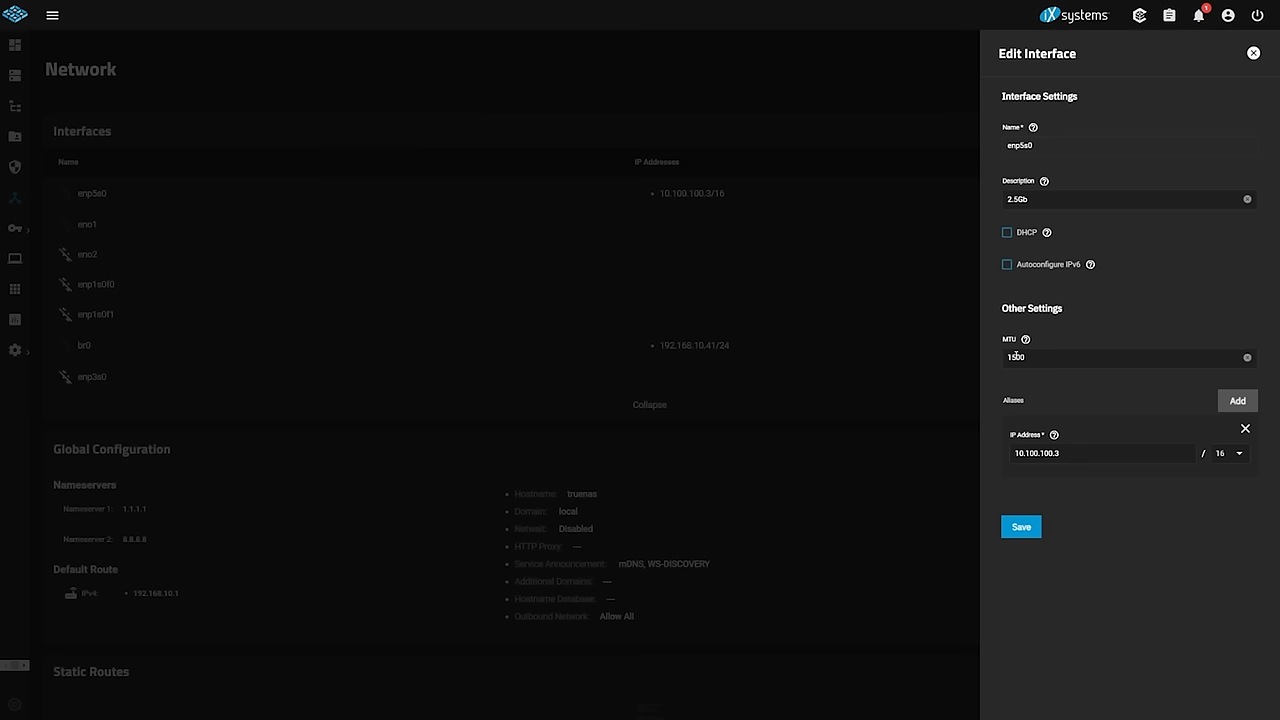 iXsystems
1
Network
Interfaces
Name IP Addresses
enp5s0 10.100.100.3/16
eno1
eno2
enp1s0f0
enp1s0f1
br0 192.168.10.41/24
enp3s0
Collapse
Global Configuration
Nameservers
Nameserver 1: 1.1.1.1
Nameserver 2: 8.8.8.8
Default Route
IPv4: 192.168.10.1
Hostname: truenas
Domain: local
Netwait: Disabled
HTTP Proxy: —
Service Announcement: mDNS, WS-DISCOVERY
Additional Domains: —
Hostname Database: —
Outbound Network: Allow All
Static Routes
Edit Interface
Interface Settings
Name*
enp5s0
Description
2.5Gb
DHCP
Autoconfigure IPv6
Other Settings
MTU
1500
Aliases
Add
IP Address*
10.100.100.3 / 16
Save